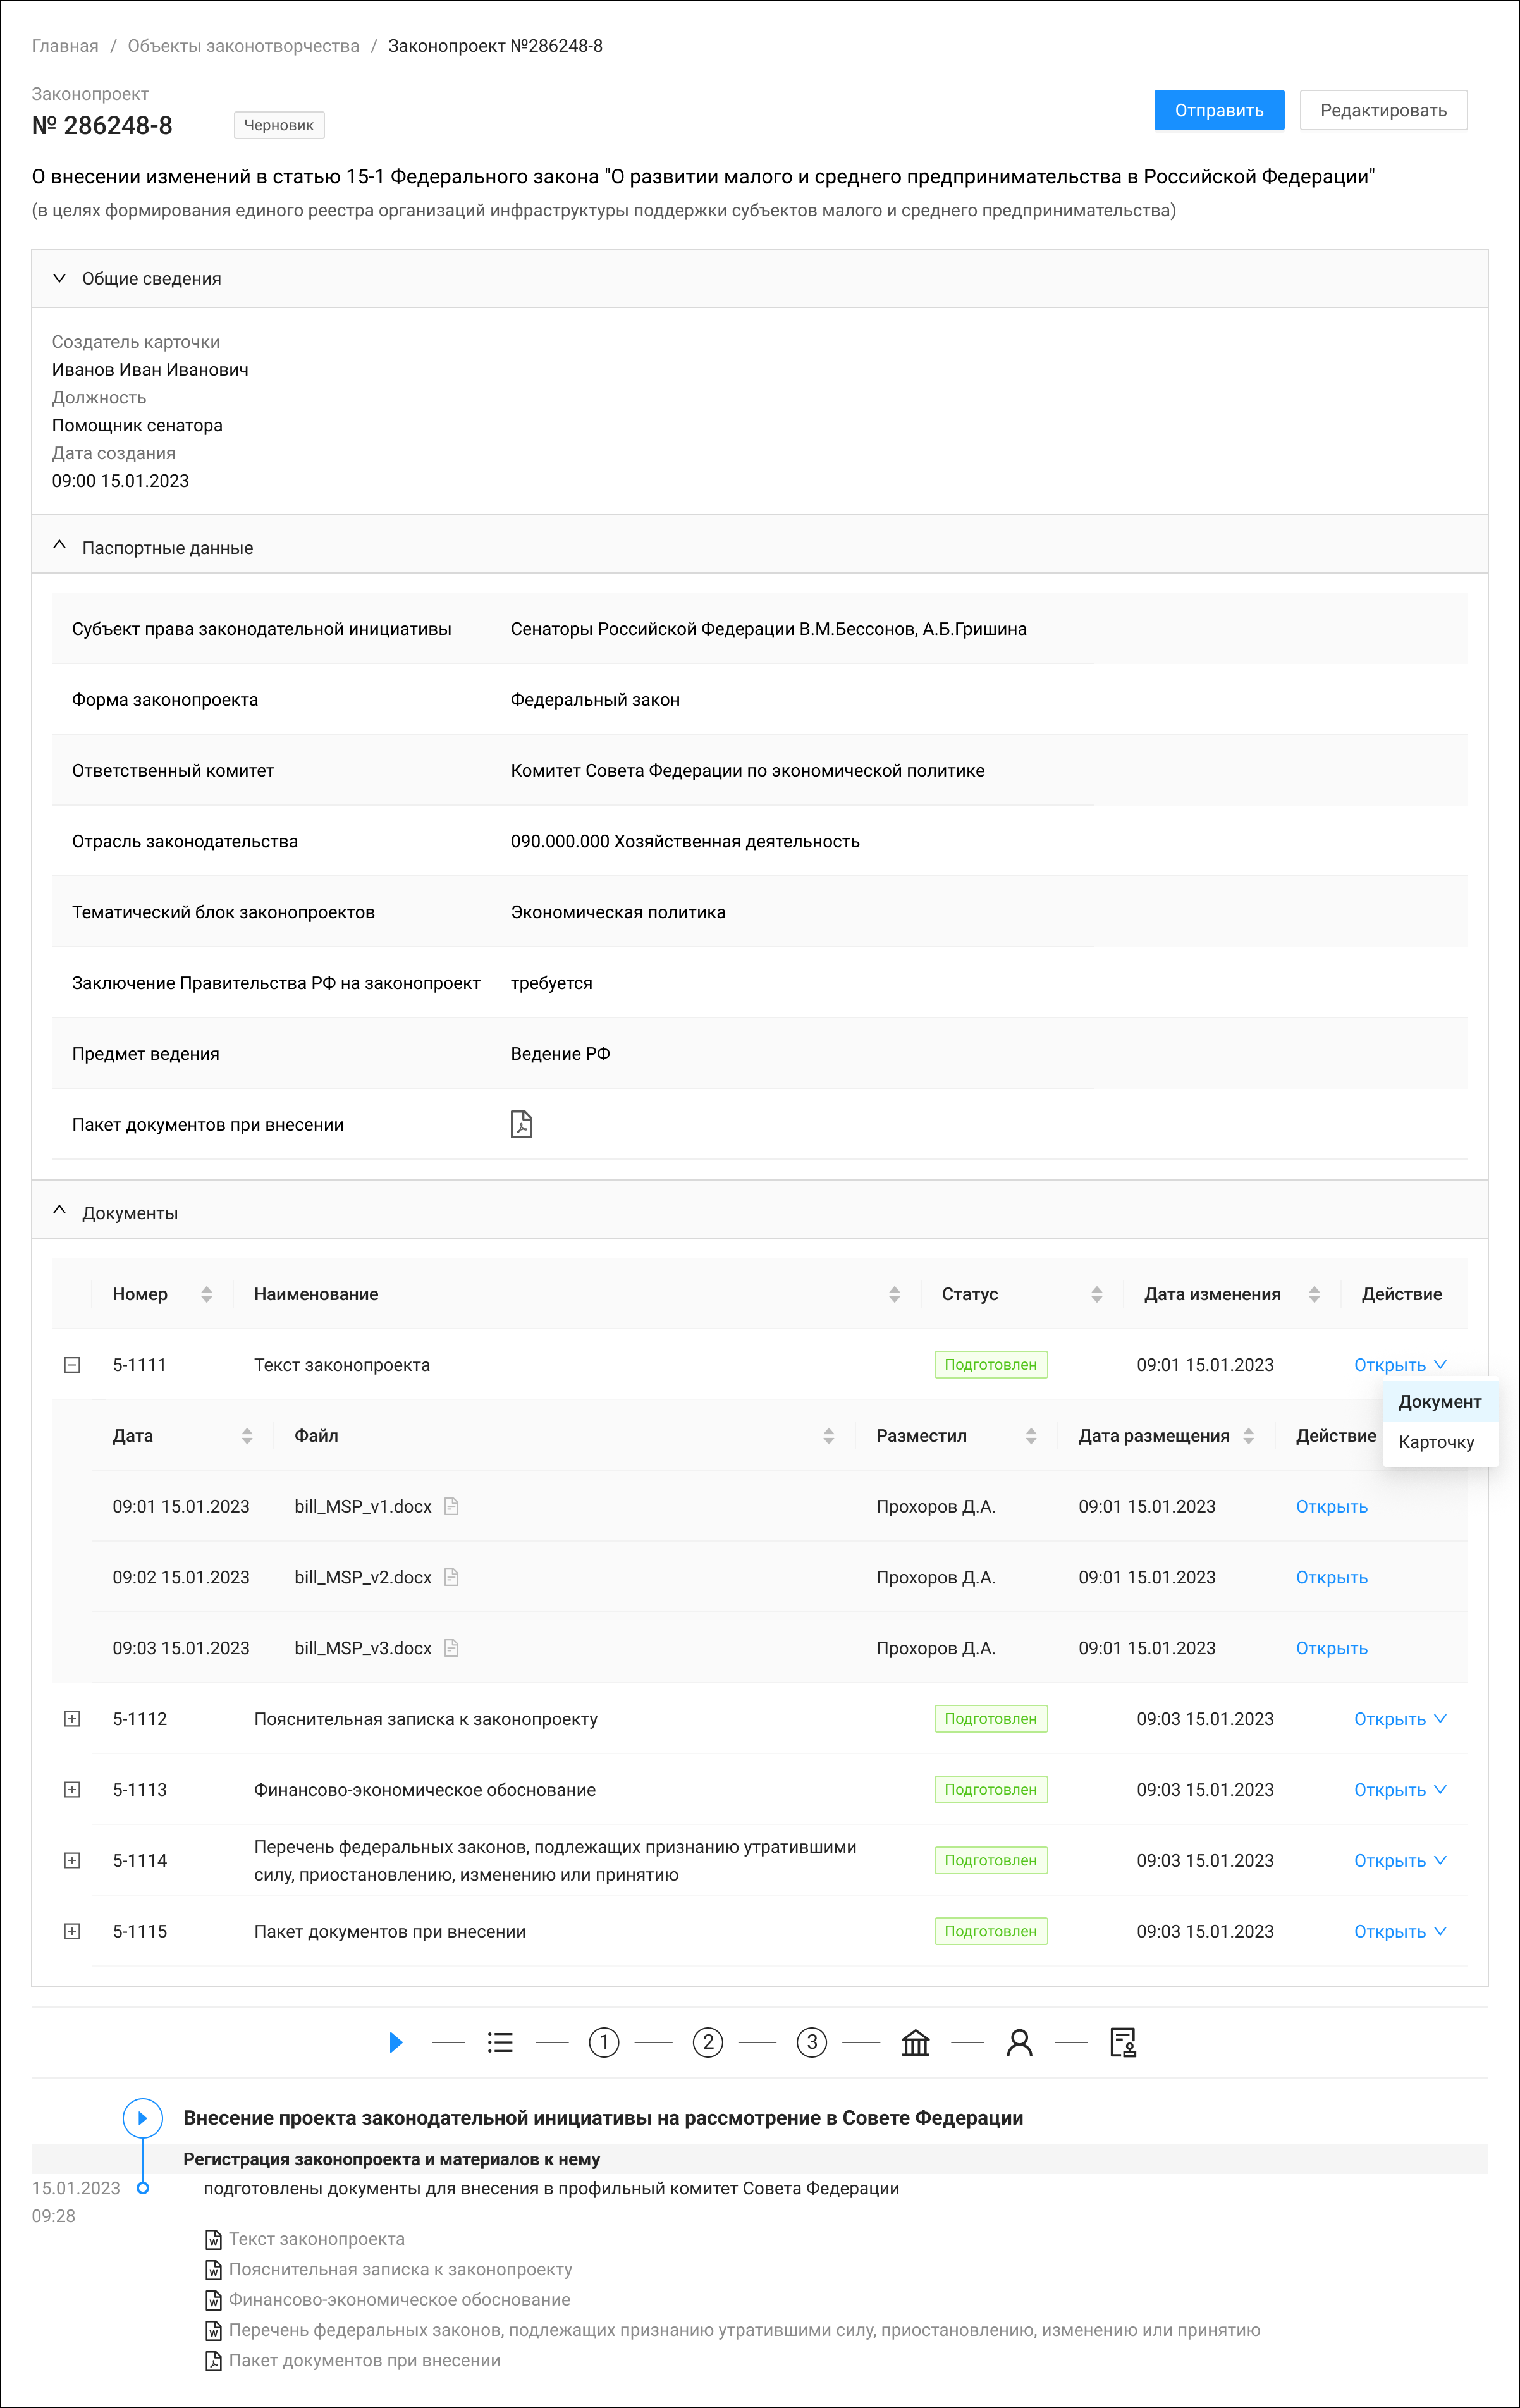 Главная / Объекты законотворчества / Законопроект №286248-8
Законопроект
№ 286248-8
Черновик
Отправить
Редактировать
О внесении изменений в статью 15-1 Федерального закона "О развитии малого и среднего предпринимательства в Российской Федерации"
(в целях формирования единого реестра организаций инфраструктуры поддержки субъектов малого и среднего предпринимательства)
Общие сведения
Создатель карточки
Иванов Иван Иванович
Должность
Помощник сенатора
Дата создания
09:00 15.01.2023
Паспортные данные
Субъект права законодательной инициативы Сенаторы Российской Федерации В.М.Бессонов, А.Б.Гришина
Форма законопроекта Федеральный закон
Ответственный комитет Комитет Совета Федерации по экономической политике
Отрасль законодательства 090.000.000 Хозяйственная деятельность
Тематический блок законопроектов Экономическая политика
Заключение Правительства РФ на законопроект требуется
Предмет ведения Ведение РФ
Пакет документов при внесении
Документы
Номер Наименование Статус Дата изменения Действие
5-1111 Текст законопроекта Подготовлен 09:01 15.01.2023 Открыть
Документ
Карточку
Дата Файл Разместил Дата размещения Действие
09:01 15.01.2023 bill_MSP_v1.docx Прохоров Д.А. 09:01 15.01.2023 Открыть
09:02 15.01.2023 bill_MSP_v2.docx Прохоров Д.А. 09:01 15.01.2023 Открыть
09:03 15.01.2023 bill_MSP_v3.docx Прохоров Д.А. 09:01 15.01.2023 Открыть
5-1112 Пояснительная записка к законопроекту Подготовлен 09:03 15.01.2023 Открыть
5-1113 Финансово-экономическое обоснование Подготовлен 09:03 15.01.2023 Открыть
5-1114 Перечень федеральных законов, подлежащих признанию утратившими
силу, приостановлению, изменению или принятию Подготовлен 09:03 15.01.2023 Открыть
5-1115 Пакет документов при внесении Подготовлен 09:03 15.01.2023 Открыть
1 2 3
Внесение проекта законодательной инициативы на рассмотрение в Совете Федерации
Регистрация законопроекта и материалов к нему
15.01.2023 подготовлены документы для внесения в профильный комитет Совета Федерации
09:28
Текст законопроекта
Пояснительная записка к законопроекту
Финансово-экономическое обоснование
Перечень федеральных законов, подлежащих признанию утратившими силу, приостановлению, изменению или принятию
Пакет документов при внесении